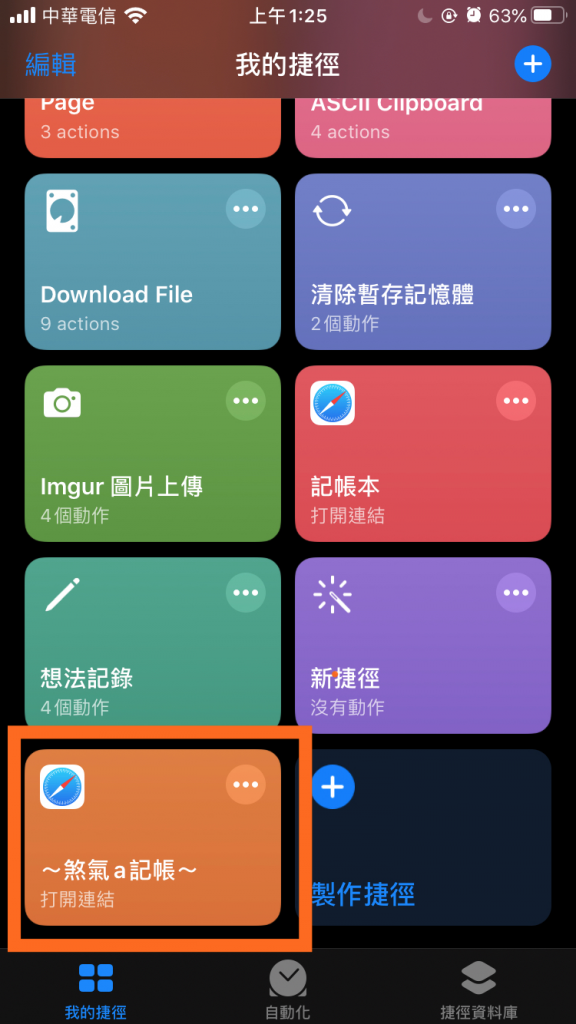 中華電信
上午1:25
63%
編輯
我的捷徑
Page
3 actions
ASCII Clipboard
4 actions
Download File
9 actions
清除暫存記憶體
2個動作
Imgur 圖片上傳
4個動作
記帳本
打開連結
想法記錄
4個動作
新捷徑
沒有動作
～煞氣a記帳～
打開連結
製作捷徑
我的捷徑
自動化
捷徑資料庫